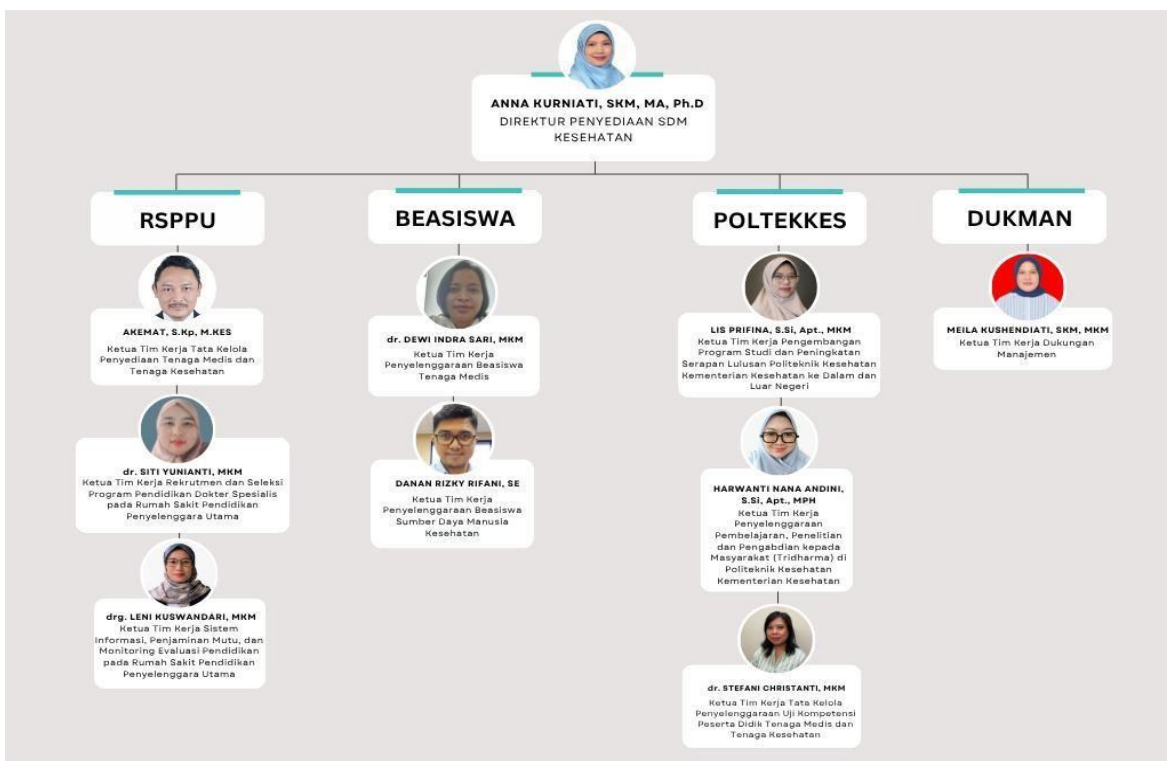 ANNA KURNIATI, SKM, MA, Ph.D
DIREKTUR PENYEDIAAN SDM
KESEHATAN
RSPPU
AKEMAT, S.Kp, M.KES
Ketua Tim Kerja Tata Kelola
Penyediaan Tenaga Medis dan
Tenaga Kesehatan
dr. SITI YUNIANTI, MKM
Ketua Tim Kerja Rekrutmen dan Seleksi
Program Pendidikan Dokter Spesialis
pada Rumah Sakit Pendidikan
Penyelenggara Utama
drg. LENI KUSWANDARI, MKM
Ketua Tim Kerja Sistem
Informasi, Penjaminan Mutu, dan
Monitoring Evaluasi Pendidikan
pada Rumah Sakit Pendidikan
Penyelenggara Utama
BEASISWA
dr. DEWI INDRA SARI, MKM
Ketua Tim Kerja
Penyelenggaraan Beasiswa
Tenaga Medis
DANAN RIZKY RIFANI, SE
Ketua Tim Kerja
Penyelenggaraan Beasiswa
Sumber Daya Manusia
Kesehatan
POLTEKKES
LIS PRIFINA, S.Si, Apt., MKM
Ketua Tim Kerja Pengembangan
Program Studi dan Peningkatan
Serapan Lulusan Politeknik Kesehatan
Kementerian Kesehatan ke Dalam dan
Luar Negeri
HARWANTI NANA ANDINI,
S.Si, Apt., MPH
Ketua Tim Kerja
Penyelenggaraan
Pembelajaran, Penelitian
dan Pengabdian kepada
Masyarakat (Tridharma) di
Politeknik Kesehatan
Kementerian Kesehatan
dr. STEFANI CHRISTANTI, MKM
Ketua Tim Kerja Tata Kelola
Penyelenggaraan Uji Kompetensi
Peserta Didik Tenaga Medis dan
Tenaga Kesehatan
DUKMAN
MEILA KUSHENDIATI, SKM, MKM
Ketua Tim Kerja Dukungan
Manajemen